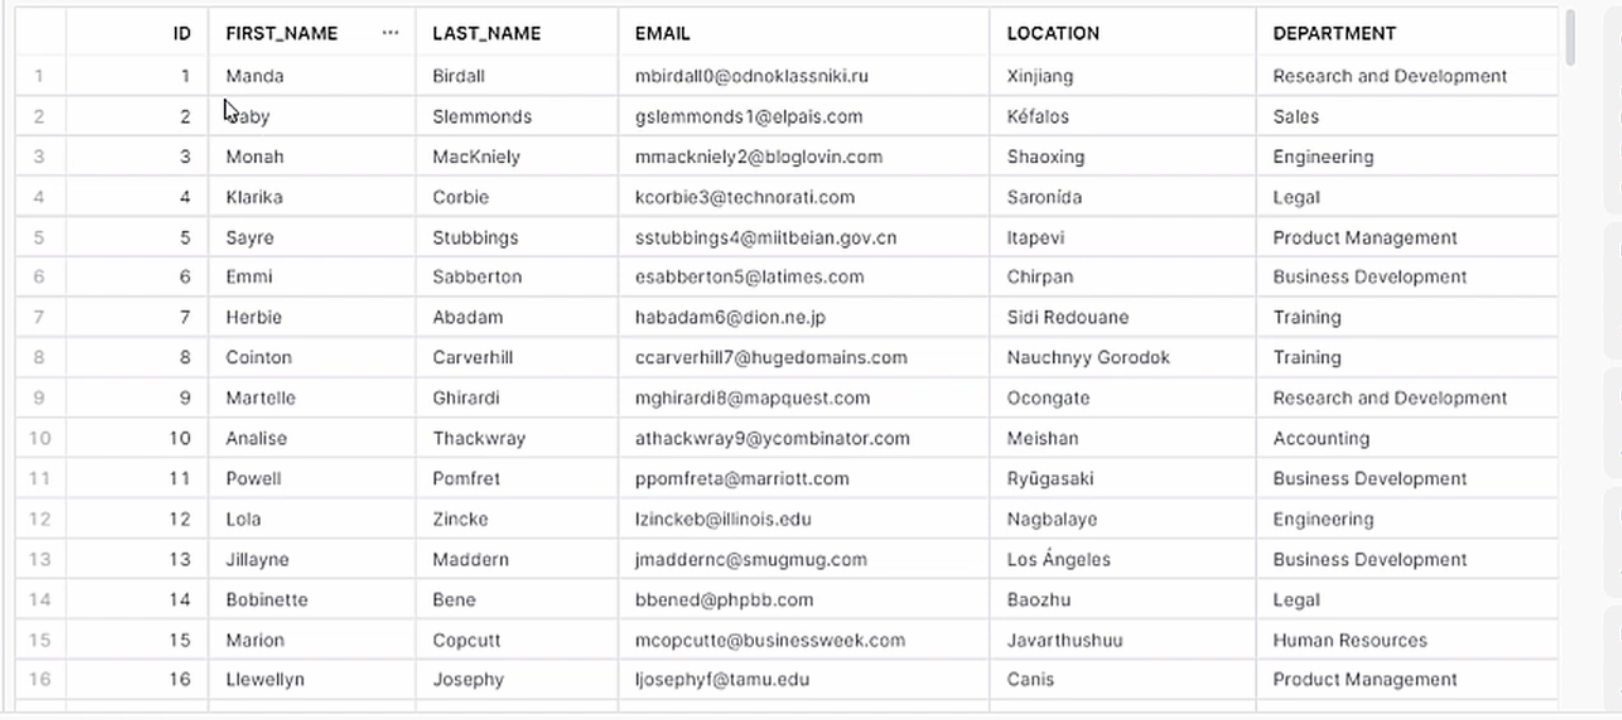 ID FIRST_NAME ... LAST_NAME EMAIL LOCATION DEPARTMENT
1 1 Manda Birdall mbirdall0@odnoklassniki.ru Xinjiang Research and Development
2 2 Slemmonds gslemmonds1@elpais.com Kéfalos Sales
3 3 Monah MacKniely mmackniely2@bloglovin.com Shaoxing Engineering
4 4 Klarika Corbie kcorbie3@technorati.com Saronída Legal
5 5 Sayre Stubbings sstubbings4@miitbeian.gov.cn Itapevi Product Management
6 6 Emmi Sabberton esabberton5@latimes.com Chirpan Business Development
7 7 Herbie Abadam habadam6@dion.ne.jp Sidi Redouane Training
8 8 Cointon Carverhill ccarverhill7@hugedomains.com Nauchnyy Gorodok Training
9 9 Martelle Ghirardi mghirardi8@mapquest.com Ocongate Research and Development
10 10 Analise Thackwray athackwray9@ycombinator.com Meishan Accounting
11 11 Powell Pomfret ppomfreta@marriott.com Ryūgasaki Business Development
12 12 Lola Zincke lzinckeb@illinois.edu Nagbalaye Engineering
13 13 Jillayne Maddern jmaddernc@smugmug.com Los Ángeles Business Development
14 14 Bobinette Bene bbened@phpbb.com Baozhu Legal
15 15 Marion Copcutt mcopcutte@businessweek.com Javarthushuu Human Resources
16 16 Llewellyn Josephy ljosephyf@tamu.edu Canis Product Management